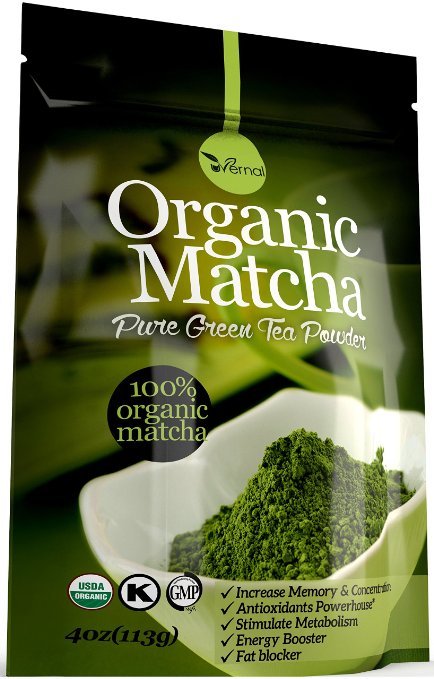 Vernal
Organic
Matcha
Pure Green Tea Powder
100%
organic
matcha
USDA
ORGANIC
K
GMP
4oz(113g)
✓ Increase Memory & Concentration
✓ Antioxidants Powerhouse*
✓ Stimulate Metabolism
✓ Energy Booster
✓ Fat blocker